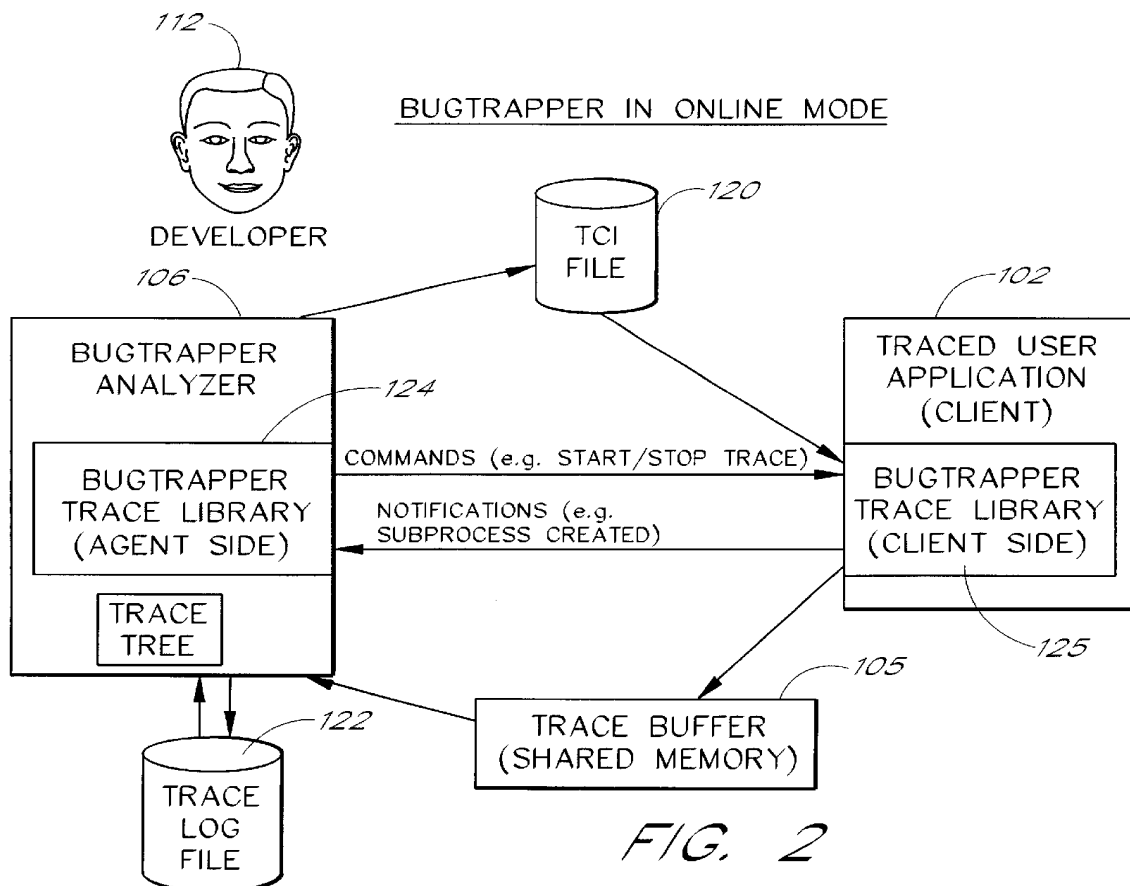 112
BUGTRAPPER IN ONLINE MODE
DEVELOPER
120
TCI
FILE
106
BUGTRAPPER
ANALYZER
124
BUGTRAPPER
TRACE LIBRARY
(AGENT SIDE)
TRACE
TREE
COMMANDS (e.g. START/STOP TRACE)
NOTIFICATIONS (e.g.
SUBPROCESS CREATED)
102
TRACED USER
APPLICATION
(CLIENT)
BUGTRAPPER
TRACE LIBRARY
(CLIENT SIDE)
125
105
TRACE BUFFER
(SHARED MEMORY)
122
TRACE
LOG
FILE
FIG. 2